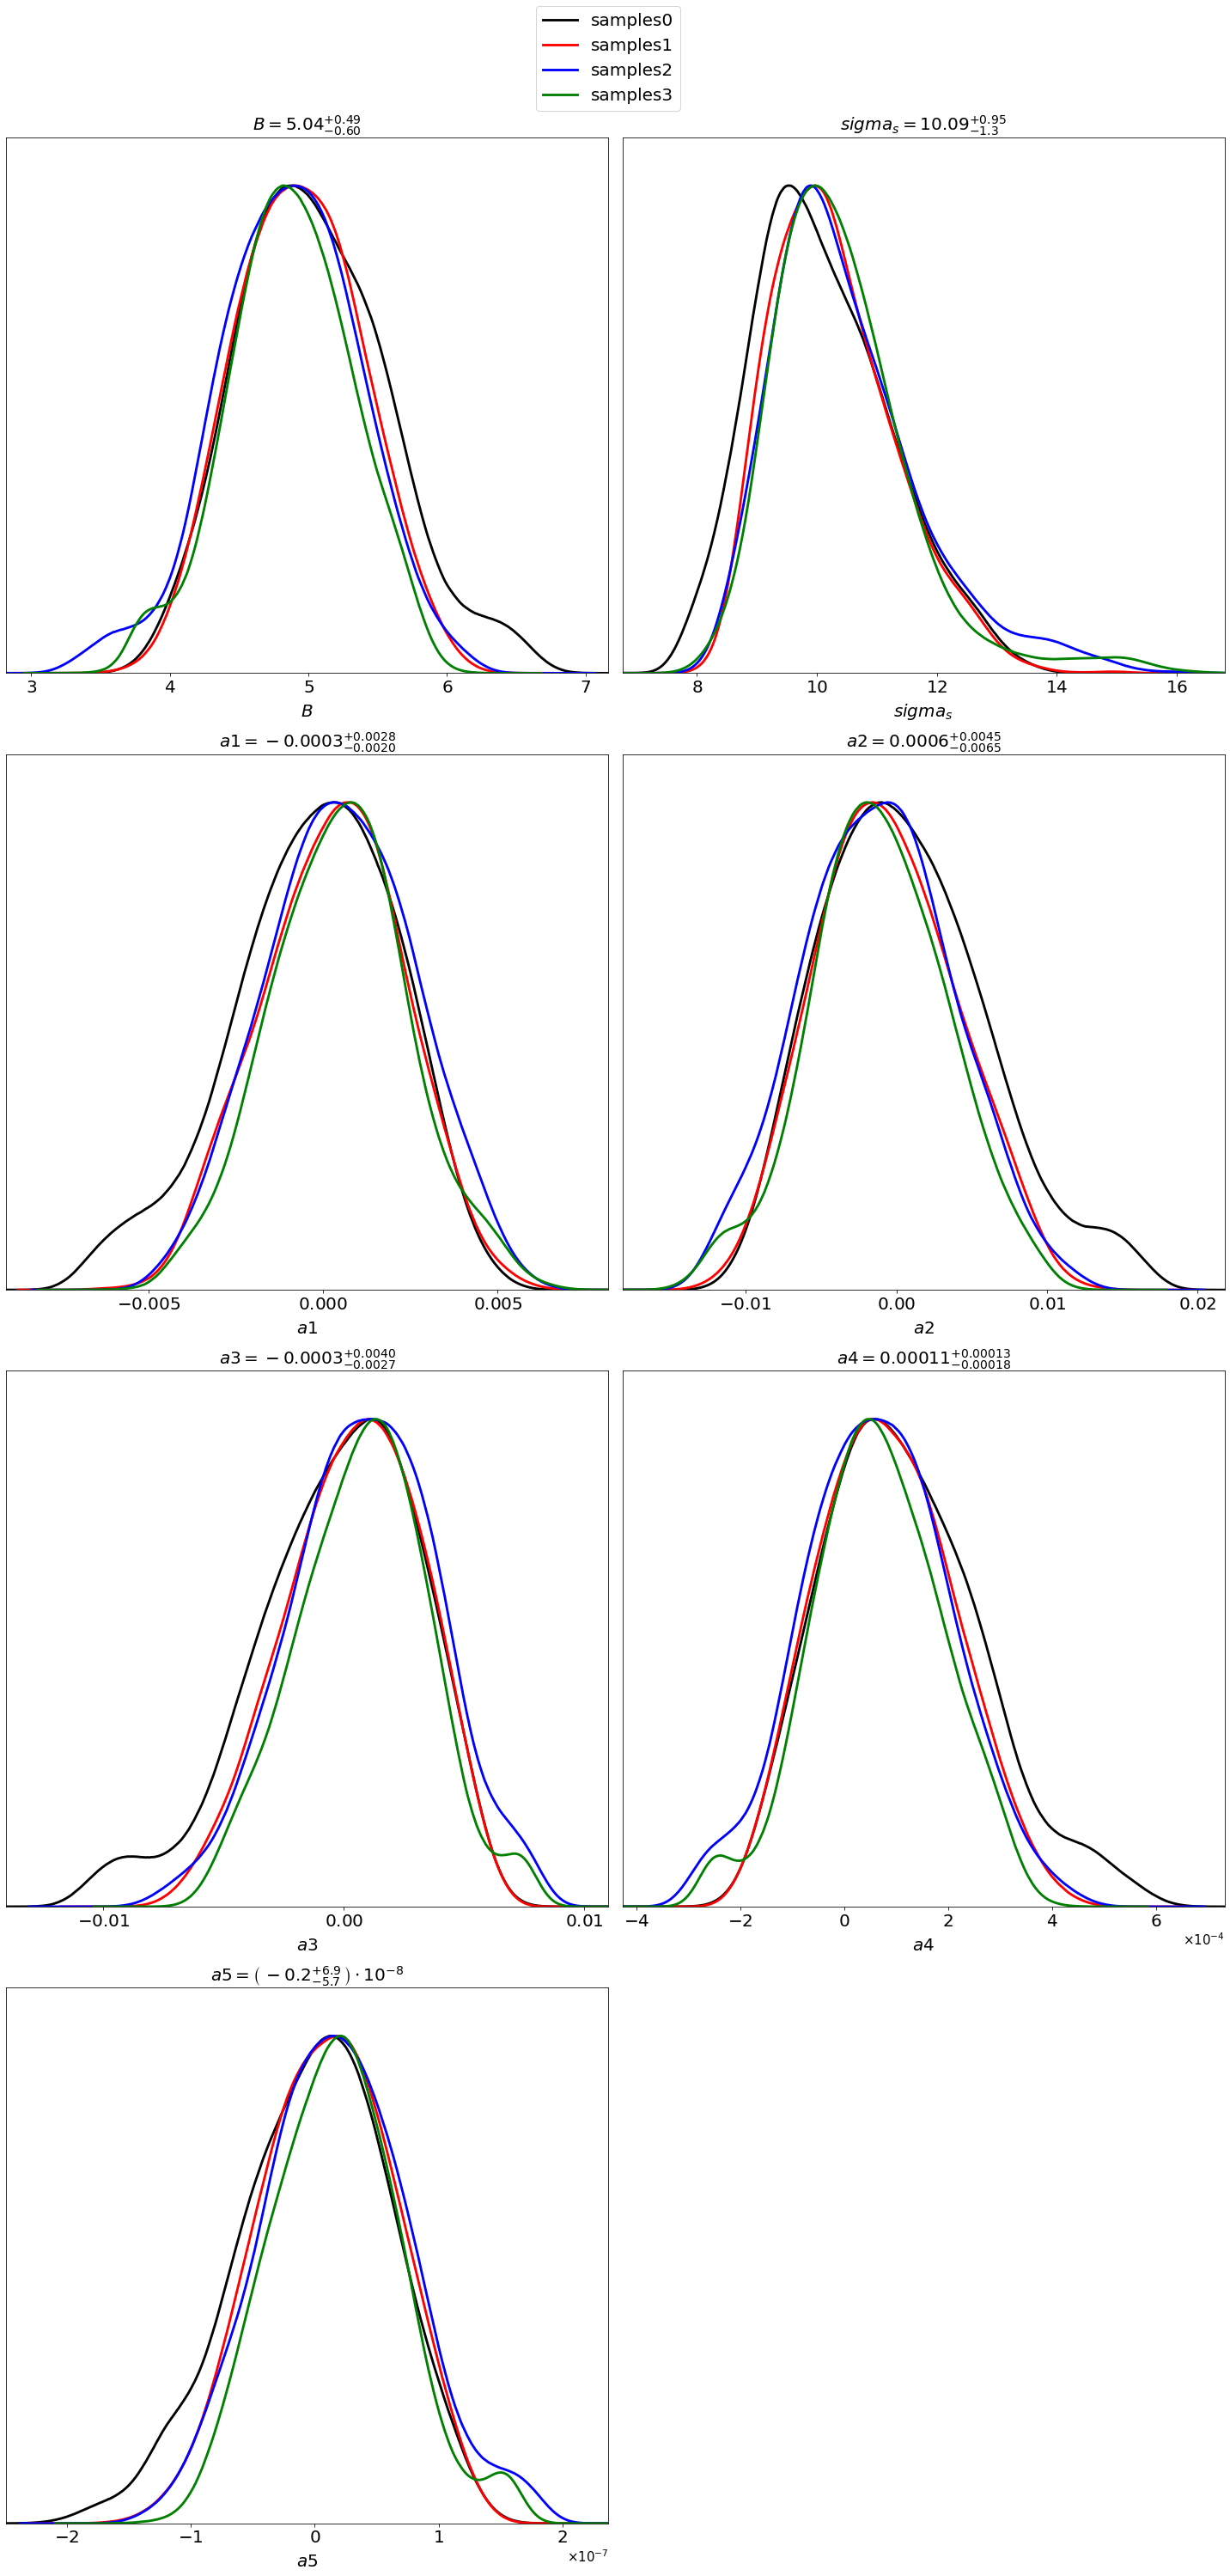 samples0
samples1
samples2
samples3
B = 5.04^{+0.49}_{-0.60}
sigma_s = 10.09^{+0.95}_{-1.3}
3 4 5 6 7
8 10 12 14 16
B
sigma_s
a1 = −0.0003^{+0.0028}_{-0.0020}
a2 = 0.0006^{+0.0045}_{-0.0065}
−0.005 0.000 0.005
−0.01 0.00 0.01 0.02
a1
a2
a3 = −0.0003^{+0.0040}_{-0.0027}
a4 = 0.00011^{+0.00013}_{-0.00018}
−0.01 0.00 0.01
−4 −2 0 2 4 6
×10^{−4}
a3
a4
a5 = (−0.2^{+6.9}_{-5.7}) · 10^{−8}
−2 −1 0 1 2
×10^{−7}
a5